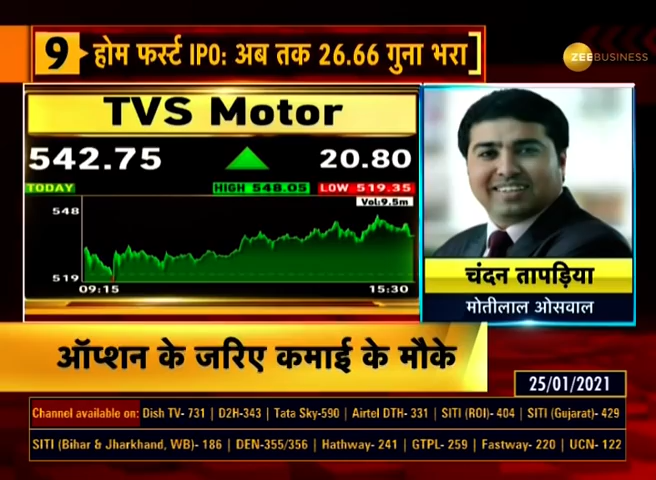 9 होम फर्स्ट IPO: अब तक 26.66 गुना भरा
ZEE BUSINESS
TVS Motor
542.75 20.80
TODAY HIGH 548.05 LOW 519.35
Vol:9.5m
548
519
09:15 15:30
चंदन तापड़िया
मोतीलाल ओसवाल
ऑप्शन के जरिए कमाई के मौके
25/01/2021
Channel available on: Dish TV- 731 | D2H-343 | Tata Sky-590 | Airtel DTH- 331 | SITI (ROI)- 404 | SITI (Gujarat)- 429
SITI (Bihar & Jharkhand, WB)- 186 | DEN-355/356 | Hathway- 241 | GTPL- 259 | Fastway- 220 | UCN- 122